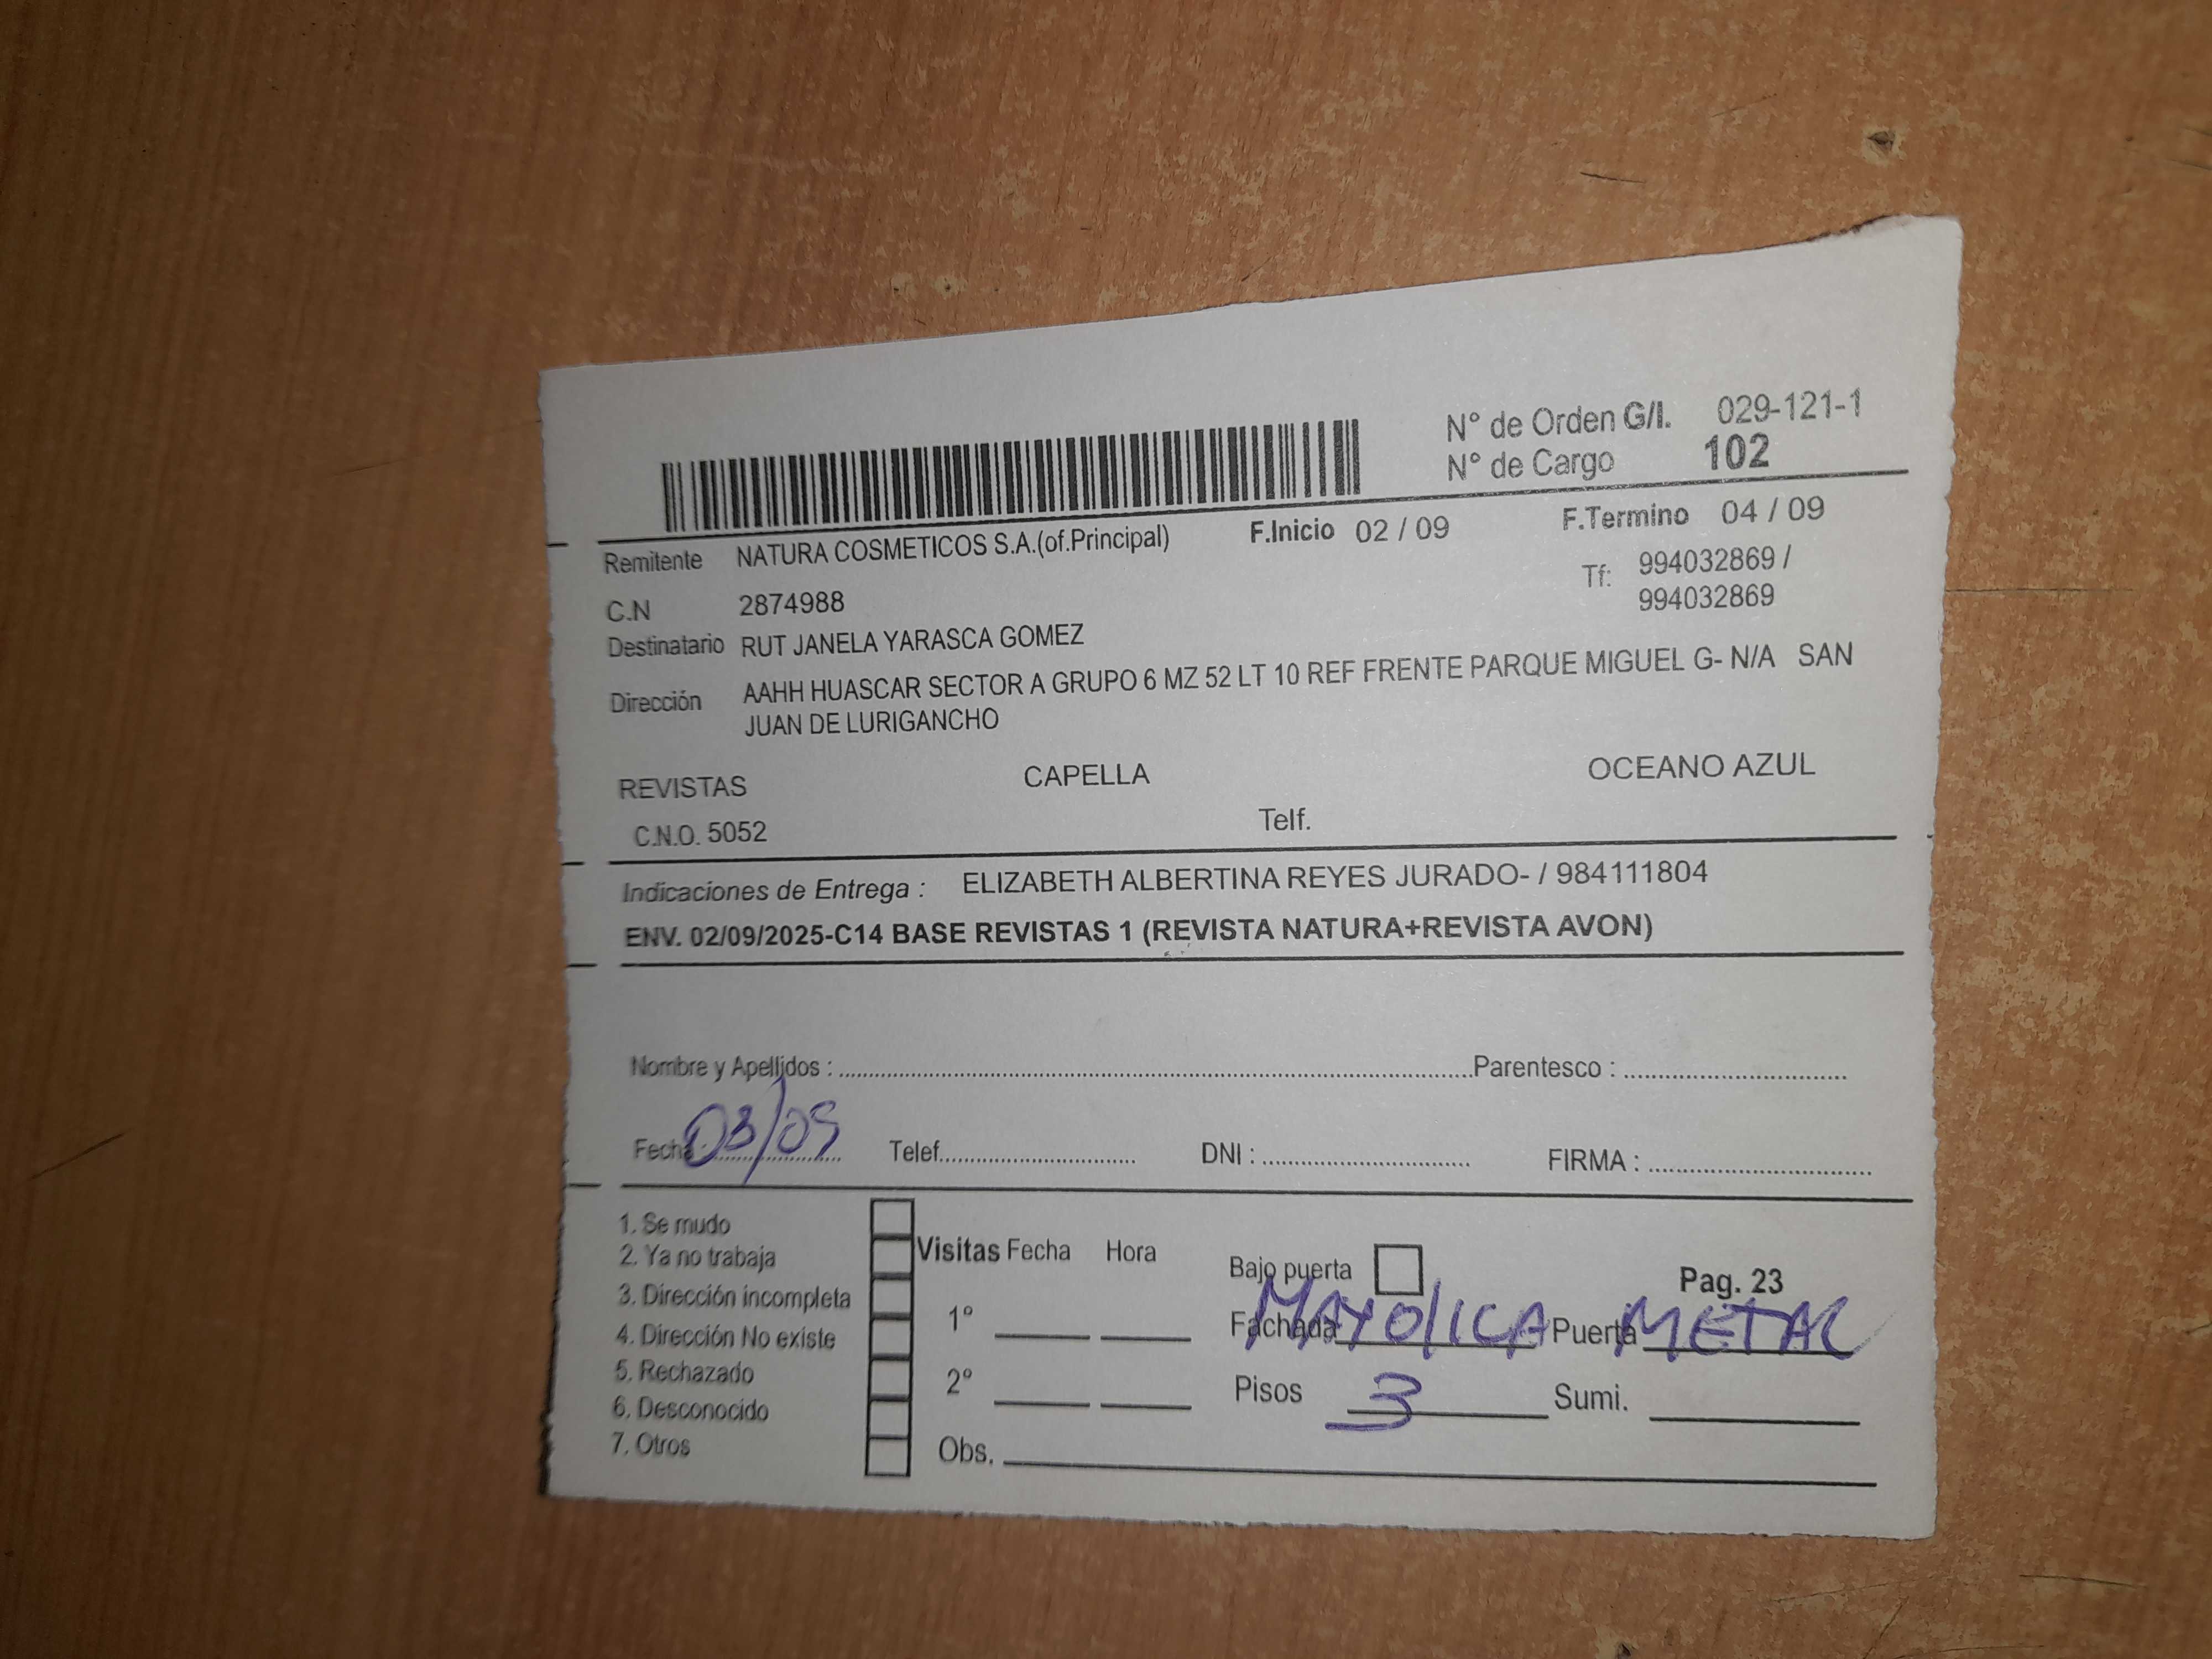 N° de Orden G/I. 029-121-1
N° de Cargo 102
Remitente NATURA COSMETICOS S.A.(of.Principal) F.Inicio 02 / 09 F.Termino 04 / 09
C.N 2874988 Tf: 994032869 /
994032869
Destinatario RUT JANELA YARASCA GOMEZ
Dirección AAHH HUASCAR SECTOR A GRUPO 6 MZ 52 LT 10 REF FRENTE PARQUE MIGUEL G- N/A SAN
JUAN DE LURIGANCHO
REVISTAS CAPELLA OCEANO AZUL
C.N.O. 5052 Telf.
Indicaciones de Entrega : ELIZABETH ALBERTINA REYES JURADO- / 984111804
ENV. 02/09/2025-C14 BASE REVISTAS 1 (REVISTA NATURA+REVISTA AVON)
Nombre y Apellidos : Parentesco :
Fecha: 03/09 Telef. DNI : FIRMA :
1. Se mudo
2. Ya no trabaja
3. Dirección incompleta
4. Dirección No existe
5. Rechazado
6. Desconocido
7. Otros
Visitas Fecha Hora
1°
2°
Obs.
Bajo puerta Pag. 23
Fachada MAYOlICA Puerta METAL
Pisos 3 Sumi.